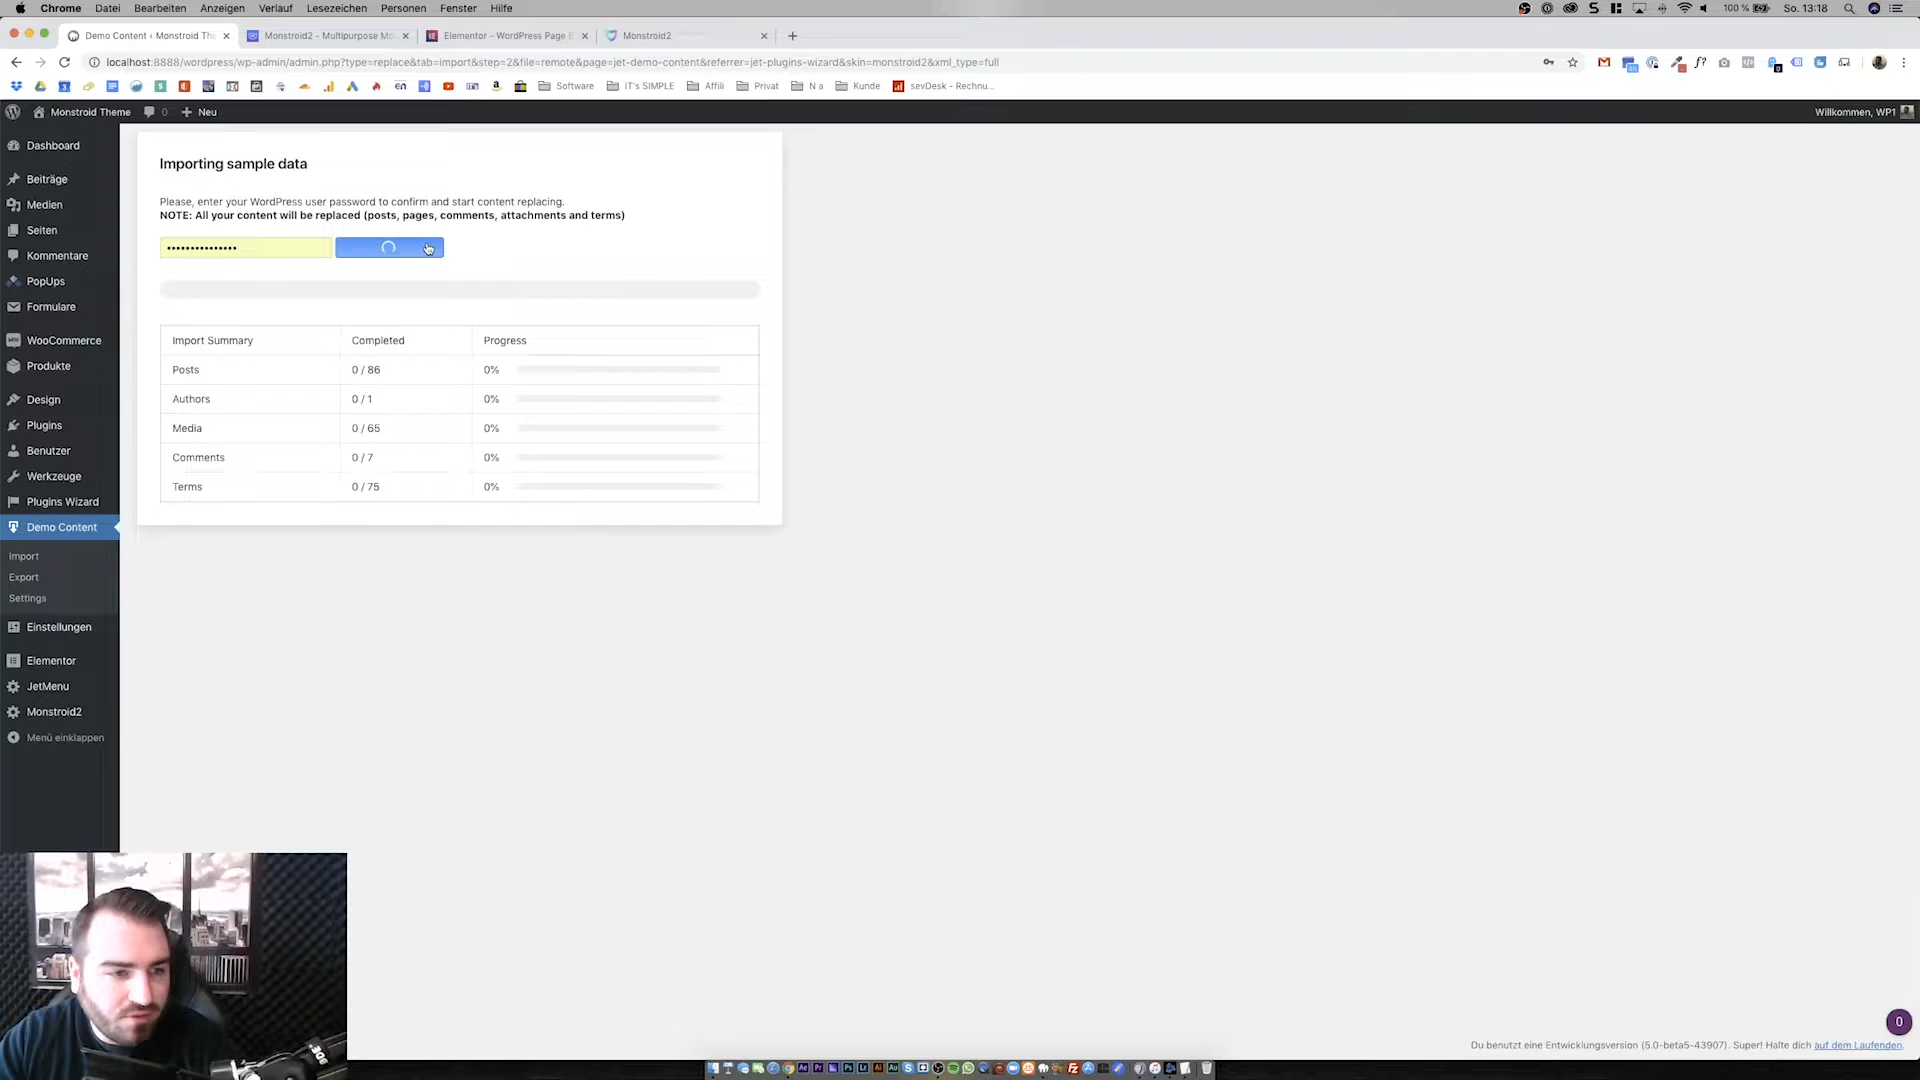 Chrome Datei Bearbeiten Anzeigen Verlauf Lesezeichen Personen Fenster Hilfe 100 % So. 13:18
Demo Content ‹ Monstroid The Monstroid2 - Multipurpose Mo Elementor – WordPress Page B Monstroid2
localhost:8888/wordpress/wp-admin/admin.php?type=replace&tab=import&step=2&file=remote&page=jet-demo-content&referrer=jet-plugins-wizard&skin=monstroid2&xml_type=full
Software IT's SIMPLE Affili Privat N a Kunde sevDesk - Rechnu...
Monstroid Theme 0 Neu Willkommen, WP1
Dashboard
Beiträge
Medien
Seiten
Kommentare
PopUps
Formulare
WooCommerce
Produkte
Design
Plugins
Benutzer
Werkzeuge
Plugins Wizard
Demo Content
Import
Export
Settings
Einstellungen
Elementor
JetMenu
Monstroid2
Menü einklappen
Importing sample data
Please, enter your WordPress user password to confirm and start content replacing.
NOTE: All your content will be replaced (posts, pages, comments, attachments and terms)
Import Summary Completed Progress
Posts 0 / 86 0%
Authors 0 / 1 0%
Media 0 / 65 0%
Comments 0 / 7 0%
Terms 0 / 75 0%
0
Du benutzt eine Entwicklungsversion (5.0-beta5-43907). Super! Halte dich auf dem Laufenden.